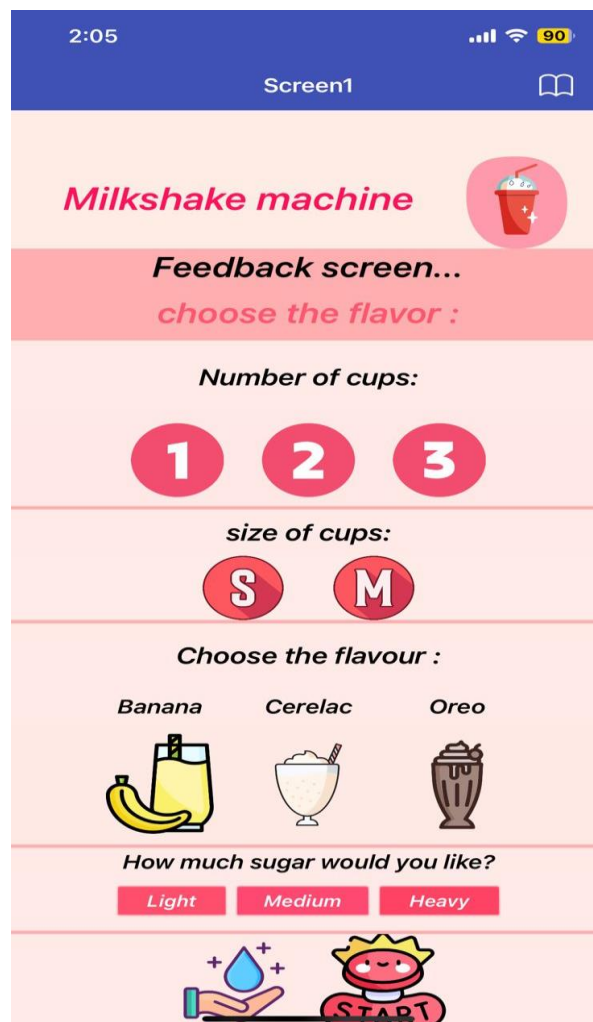 2:05 90
Screen1
Milkshake machine
Feedback screen...
choose the flavor :
Number of cups:
1 2 3
size of cups:
S M
Choose the flavour :
Banana Cerelac Oreo
How much sugar would you like?
Light Medium Heavy
START